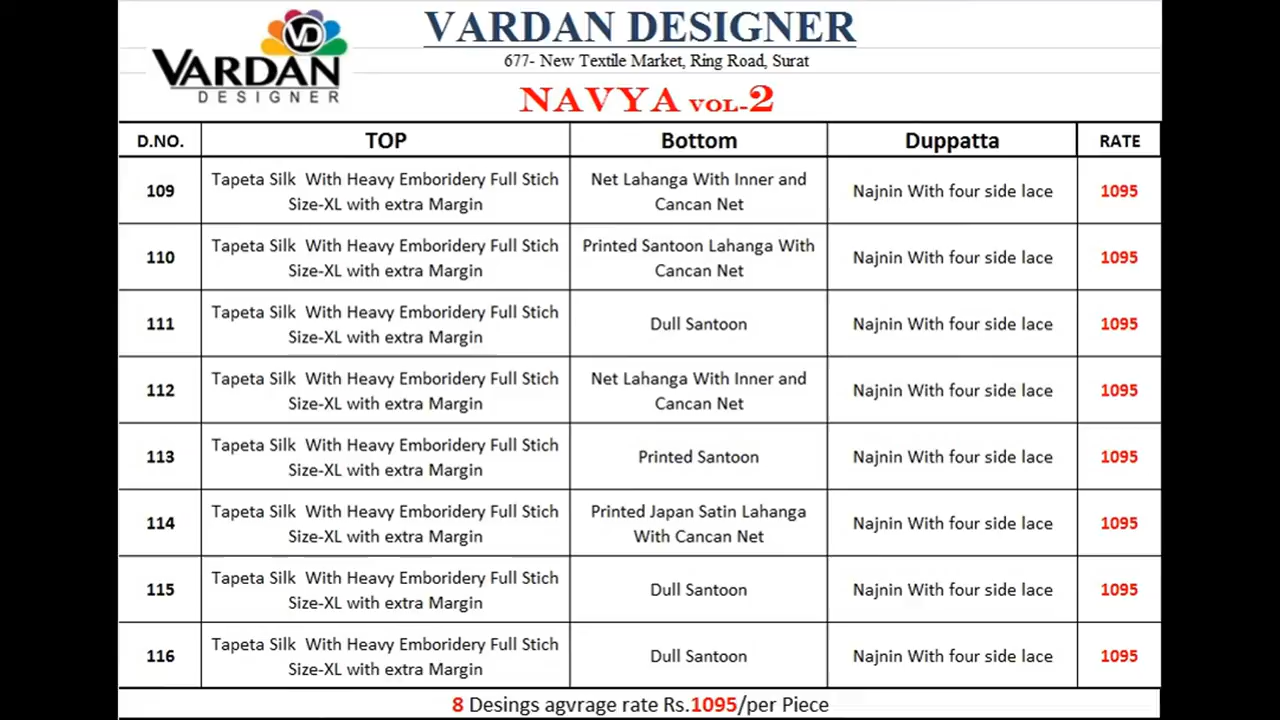 VD
VARDAN
DESIGNER
VARDAN DESIGNER
677- New Textile Market, Ring Road, Surat
NAVYA VOL-2
D.NO. TOP Bottom Duppatta RATE
109 Tapeta Silk With Heavy Emboridery Full Stich Size-XL with extra Margin Net Lahanga With Inner and Cancan Net Najnin With four side lace 1095
110 Tapeta Silk With Heavy Emboridery Full Stich Size-XL with extra Margin Printed Santoon Lahanga With Cancan Net Najnin With four side lace 1095
111 Tapeta Silk With Heavy Emboridery Full Stich Size-XL with extra Margin Dull Santoon Najnin With four side lace 1095
112 Tapeta Silk With Heavy Emboridery Full Stich Size-XL with extra Margin Net Lahanga With Inner and Cancan Net Najnin With four side lace 1095
113 Tapeta Silk With Heavy Emboridery Full Stich Size-XL with extra Margin Printed Santoon Najnin With four side lace 1095
114 Tapeta Silk With Heavy Emboridery Full Stich Size-XL with extra Margin Printed Japan Satin Lahanga With Cancan Net Najnin With four side lace 1095
115 Tapeta Silk With Heavy Emboridery Full Stich Size-XL with extra Margin Dull Santoon Najnin With four side lace 1095
116 Tapeta Silk With Heavy Emboridery Full Stich Size-XL with extra Margin Dull Santoon Najnin With four side lace 1095
8 Desings agvrage rate Rs.1095/per Piece